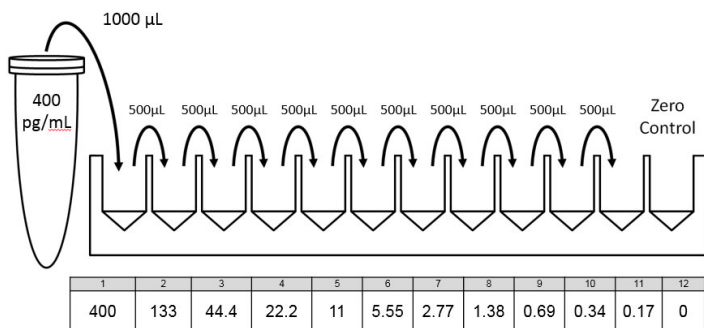 1000 µL
400
pg/mL
500µL 500µL 500µL 500µL 500µL 500µL 500µL 500µL 500µL 500µL
Zero
Control
1 2 3 4 5 6 7 8 9 10 11 12
400 133 44.4 22.2 11 5.55 2.77 1.38 0.69 0.34 0.17 0